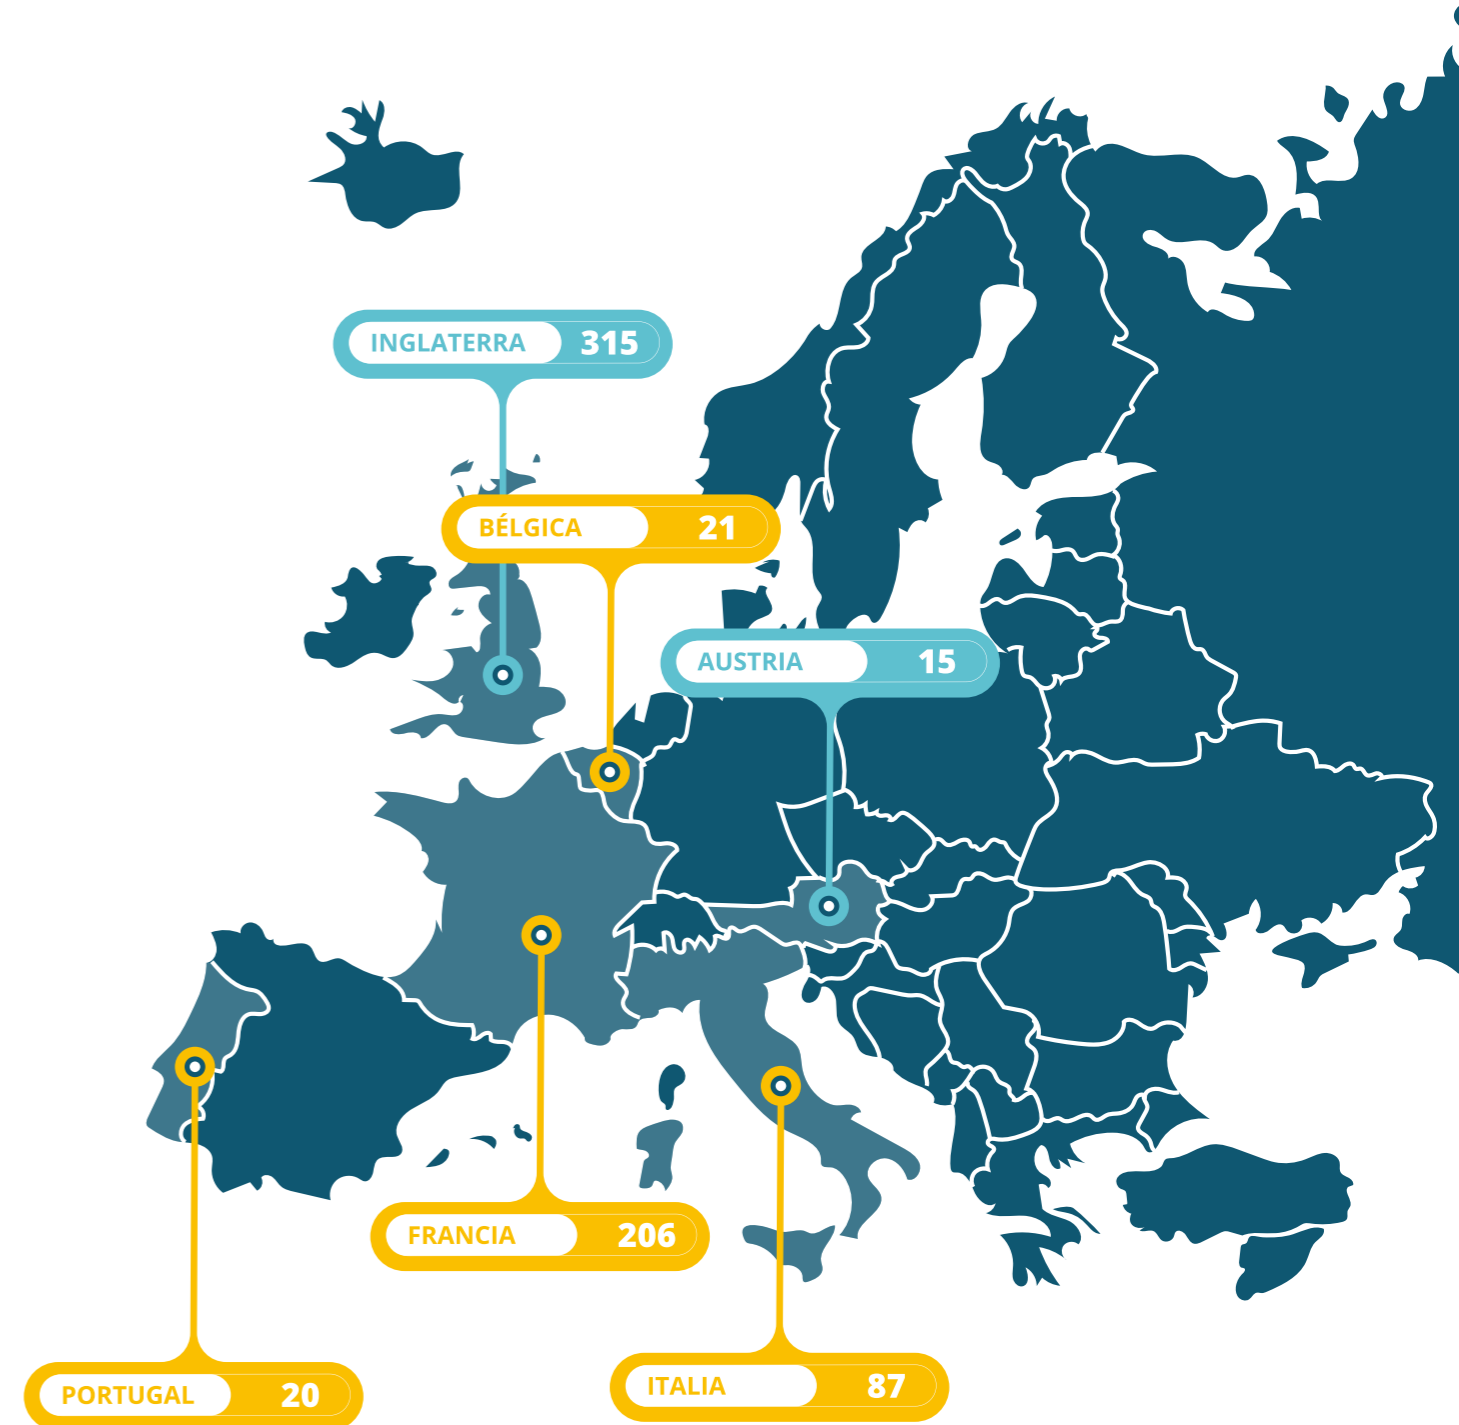 INGLATERRA 315
BÉLGICA 21
AUSTRIA 15
FRANCIA 206
ITALIA 87
PORTUGAL 20